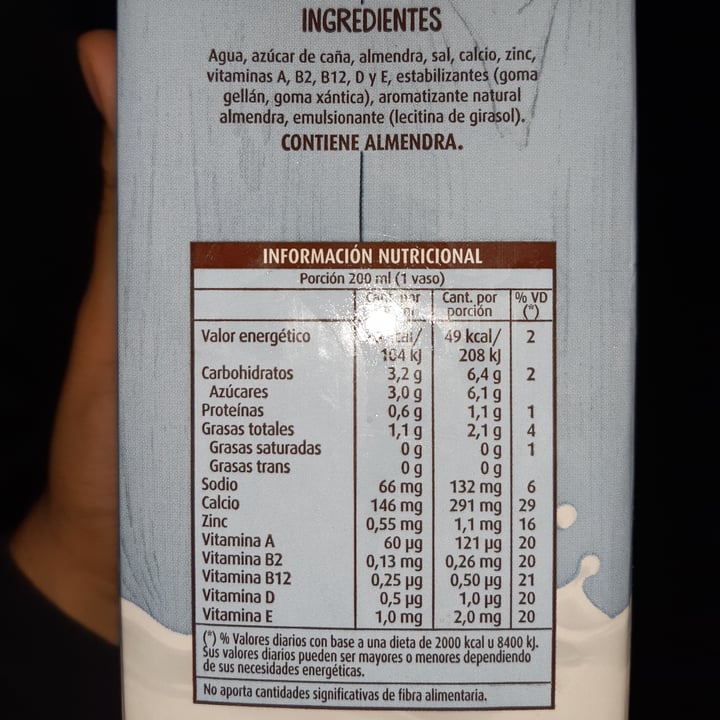 INGREDIENTES
Agua, azúcar de caña, almendra, sal, calcio, zinc,
vitaminas A, B2, B12, D y E, estabilizantes (goma
gellán, goma xántica), aromatizante natural
almendra, emulsionante (lecitina de girasol).
CONTIENE ALMENDRA.
INFORMACIÓN NUTRICIONAL
Porción 200 ml (1 vaso)
Cant. por Cant. por % VD
porción (*)
Valor energético 49 kcal/ 2
104 kJ 208 kJ
Carbohidratos 3,2 g 6,4 g 2
Azúcares 3,0 g 6,1 g
Proteínas 0,6 g 1,1 g 1
Grasas totales 1,1 g 2,1 g 4
Grasas saturadas 0 g 0 g 1
Grasas trans 0 g 0 g
Sodio 66 mg 132 mg 6
Calcio 146 mg 291 mg 29
Zinc 0,55 mg 1,1 mg 16
Vitamina A 60 µg 121 µg 20
Vitamina B2 0,13 mg 0,26 mg 20
Vitamina B12 0,25 µg 0,50 µg 21
Vitamina D 0,5 µg 1,0 µg 20
Vitamina E 1,0 mg 2,0 mg 20
(*) % Valores diarios con base a una dieta de 2000 kcal u 8400 kJ.
Sus valores diarios pueden ser mayores o menores dependiendo
de sus necesidades energéticas.
No aporta cantidades significativas de fibra alimentaria.